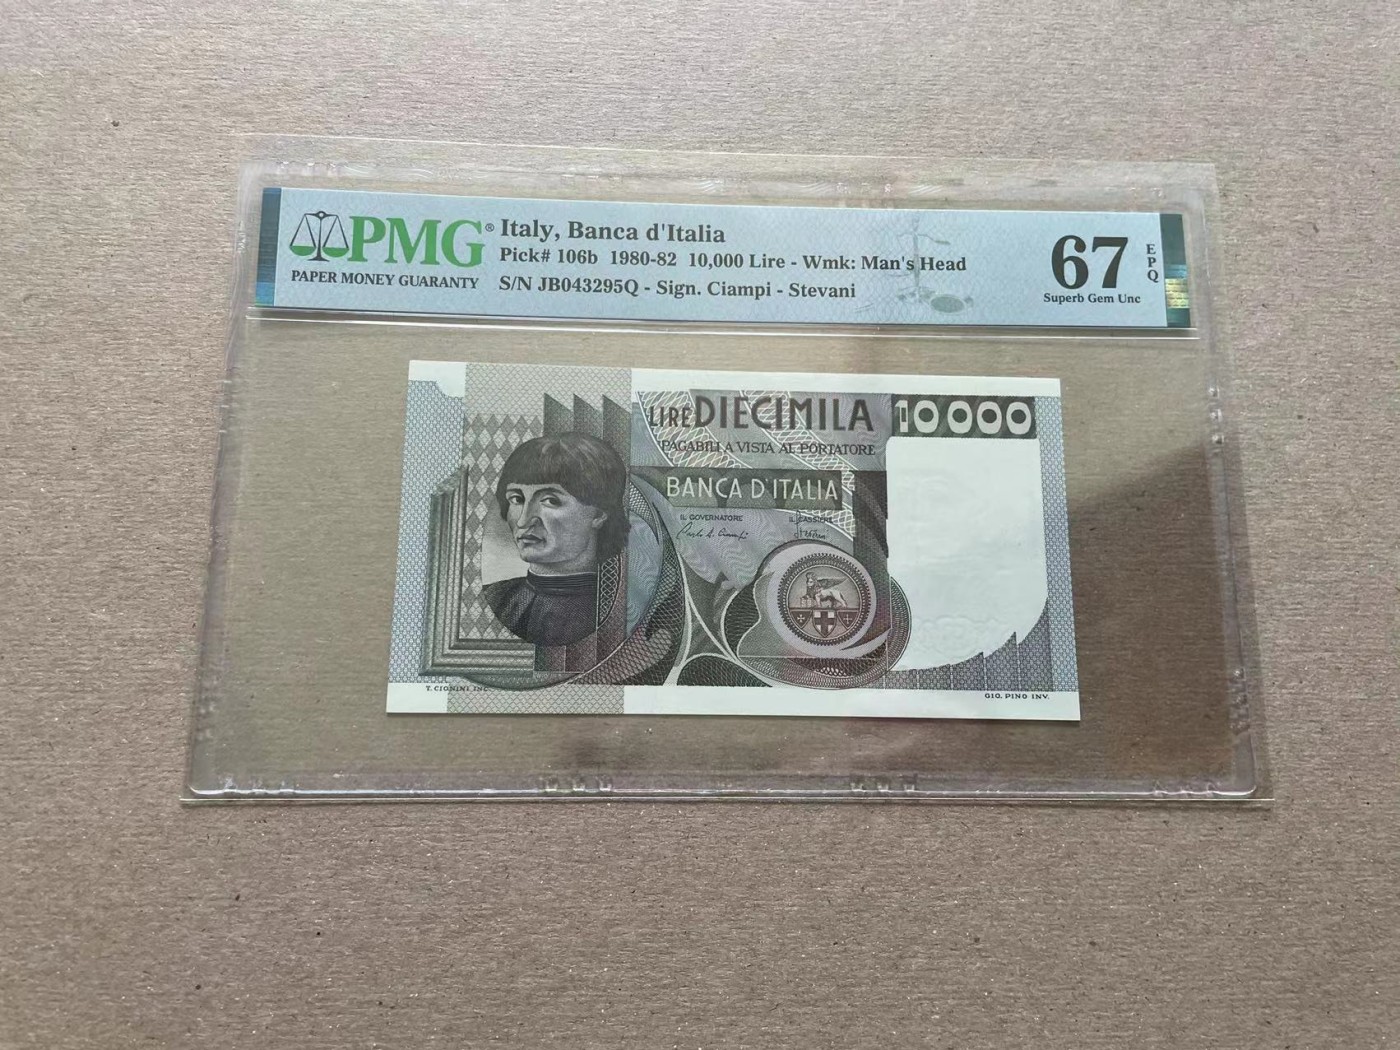 PMG®
PAPER MONEY GUARANTY
Italy, Banca d'Italia
Pick# 106b 1980-82 10,000 Lire - Wmk: Man's Head
S/N JB043295Q - Sign. Ciampi - Stevani
67
Superb Gem Unc
EPQ
LIRE DIECIMILA
10000
PAGABILI A VISTA AL PORTATORE
BANCA D'ITALIA
IL GOVERNATORE
IL CASSIERE
T. CIONINI INC.
GIO. PINO INV.